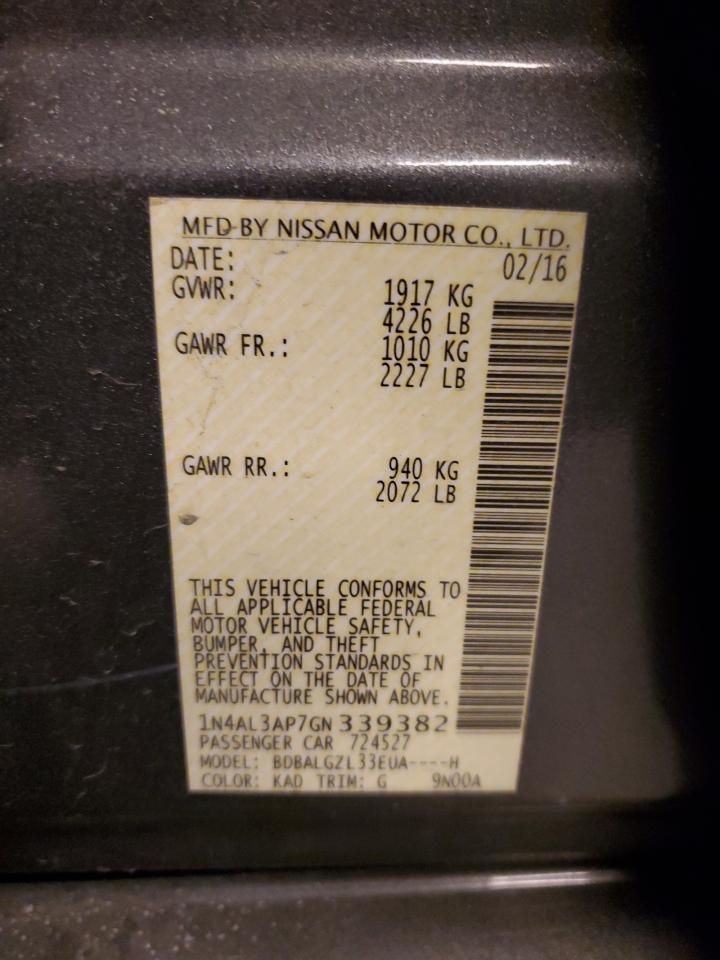 MFD BY NISSAN MOTOR CO., LTD.
DATE: 02/16
GVWR: 1917 KG
4226 LB
GAWR FR.: 1010 KG
2227 LB
GAWR RR.: 940 KG
2072 LB
THIS VEHICLE CONFORMS TO
ALL APPLICABLE FEDERAL
MOTOR VEHICLE SAFETY,
BUMPER, AND THEFT
PREVENTION STANDARDS IN
EFFECT ON THE DATE OF
MANUFACTURE SHOWN ABOVE.
1N4AL3AP7GN339382
PASSENGER CAR 724527
MODEL: BDBALGZL33EUA----H
COLOR: KAD TRIM: G 9N00A